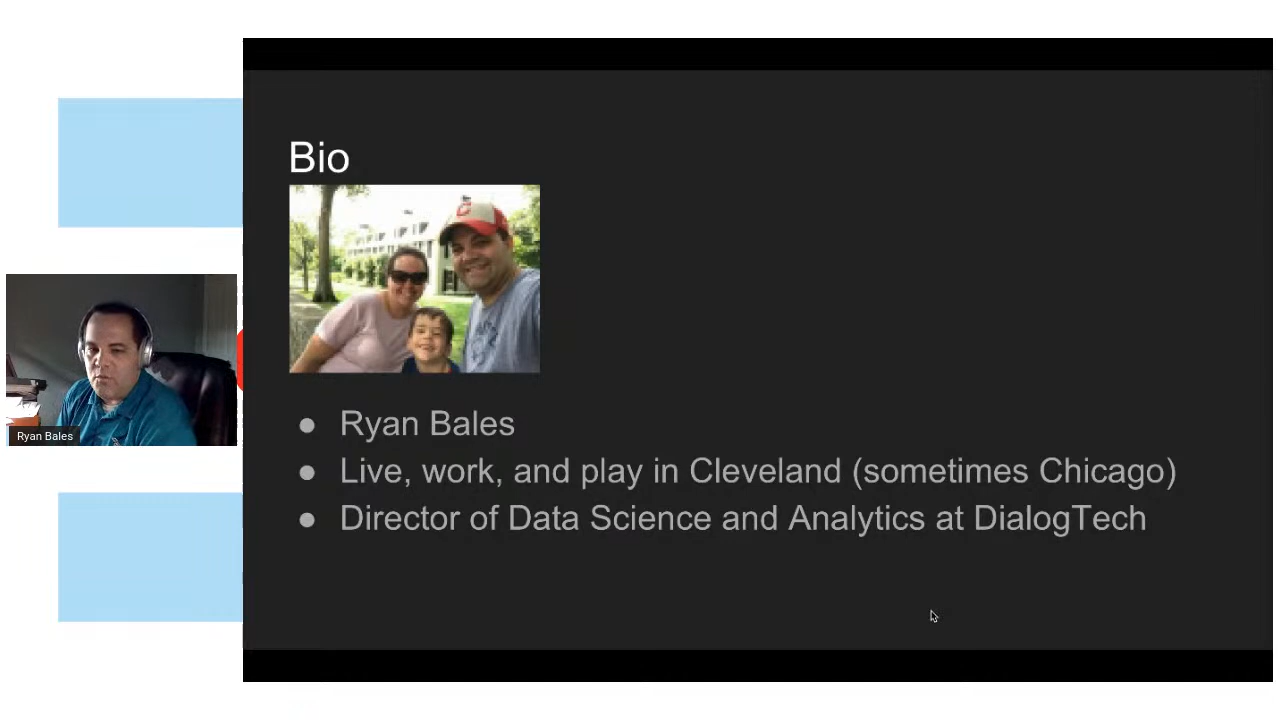 Bio
Ryan Bales
Live, work, and play in Cleveland (sometimes Chicago)
Director of Data Science and Analytics at DialogTech
Ryan Bales